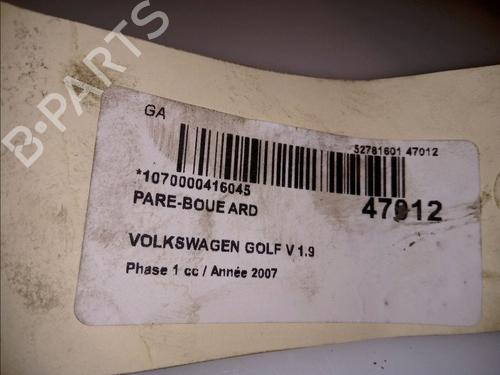 B-PARTS
GA
52781601 47012
*1070000416045
PARE-BOUE ARD
47012
VOLKSWAGEN GOLF V 1.9
Phase 1 cc / Année 2007